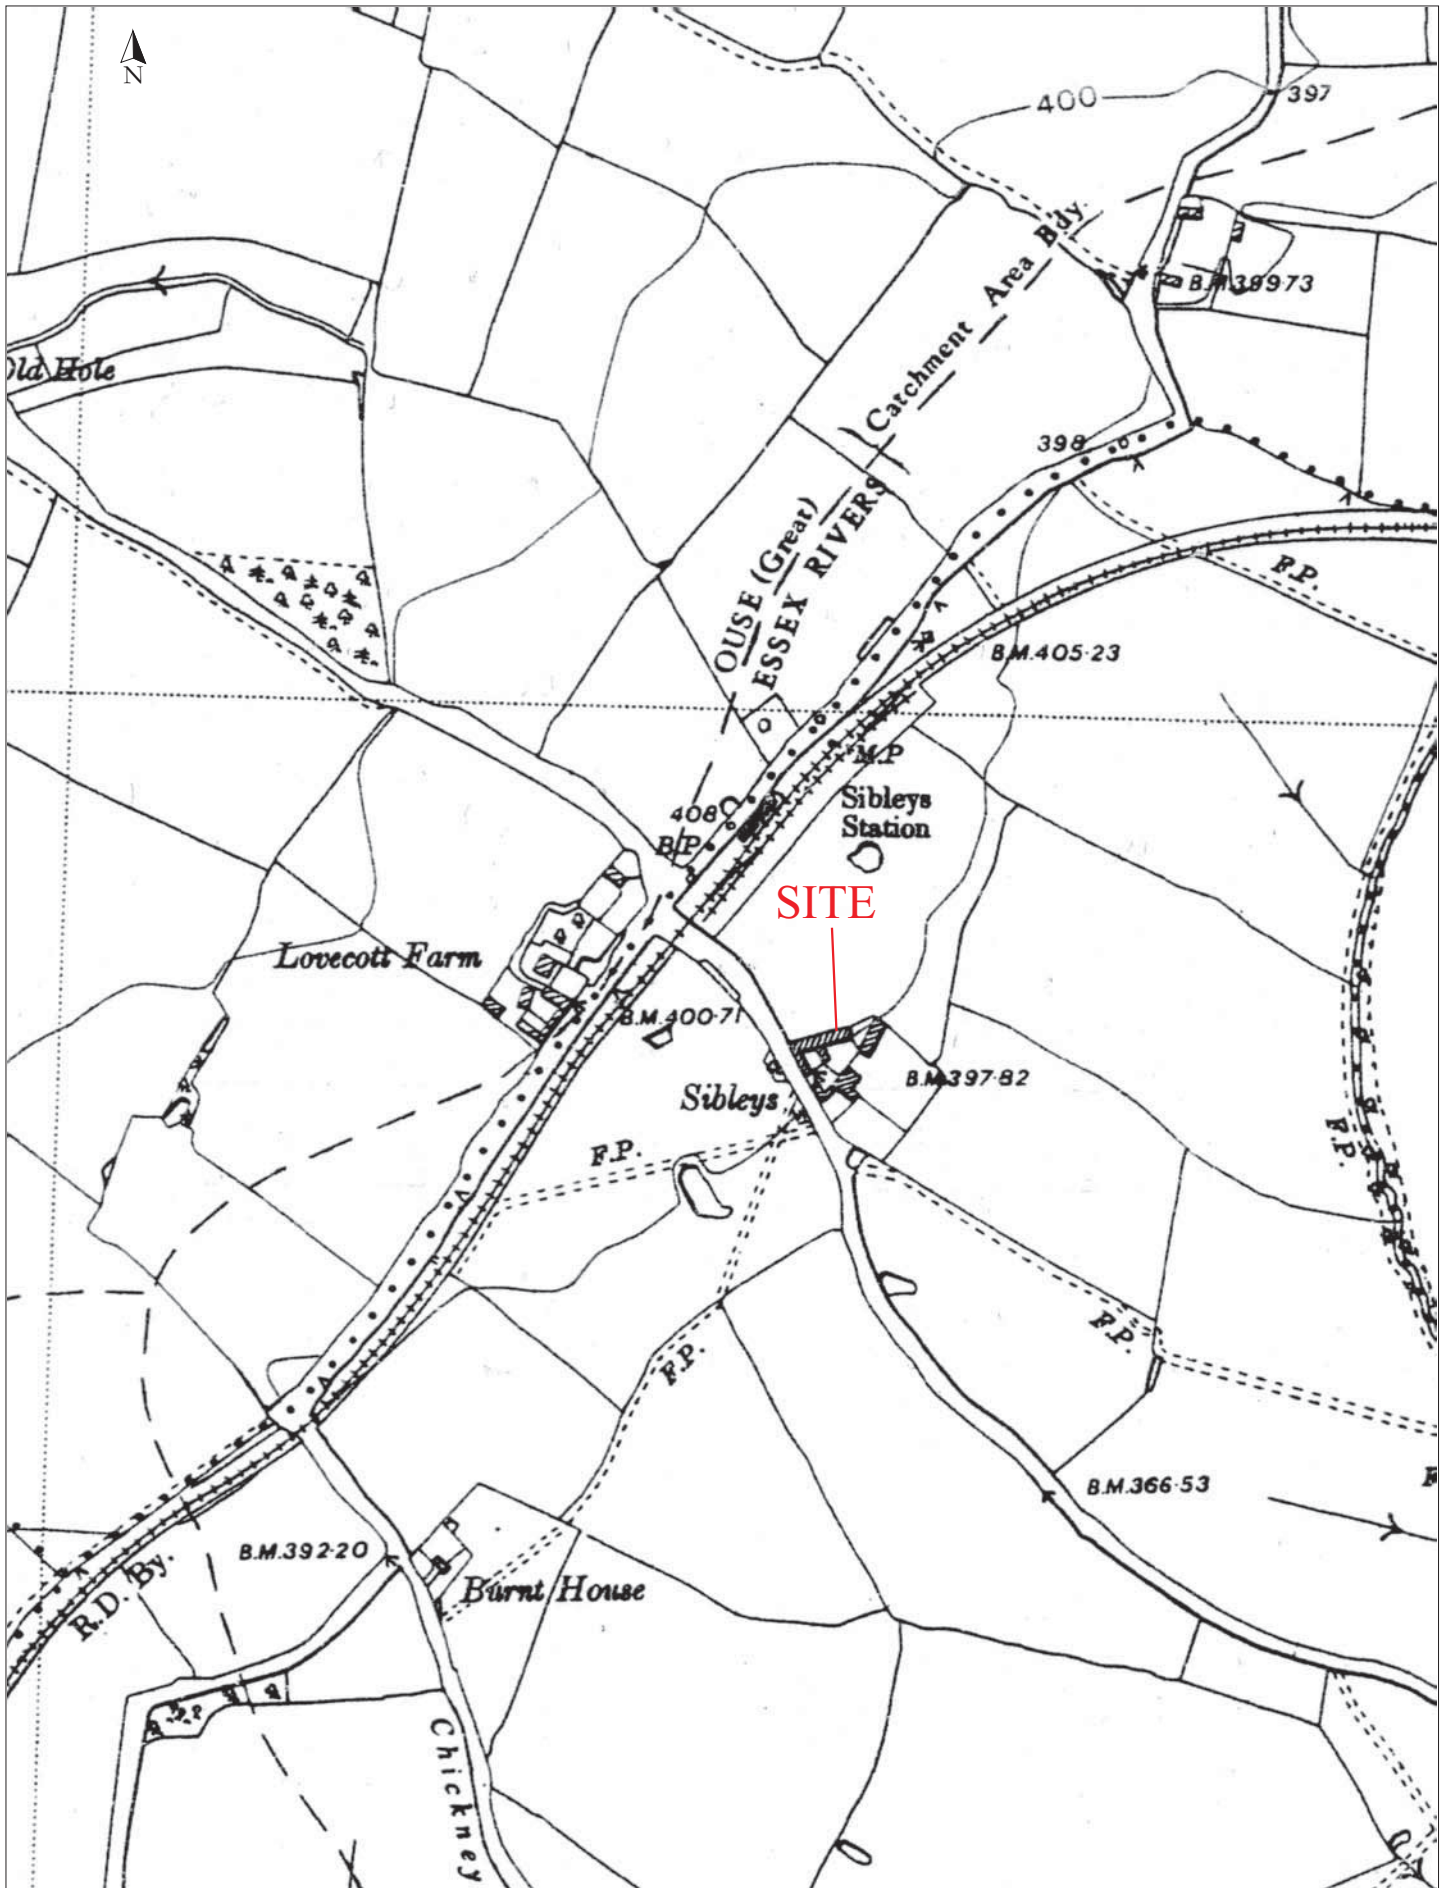 N
400
397
Catchment Area Bdy.
B.M.399·73
Old Hole
398
OUSE (Great)
ESSEX RIVERS
F.P.
B.M.405·23
M.P
Sibleys
Station
408
B.P
SITE
Lovecott Farm
B.M.400·71
B.M.397·82
Sibleys
F.P.
F.P.
F.P.
F.P.
B.M.366·53
B.M.392·20
Burnt House
R.D. By.
Chickney